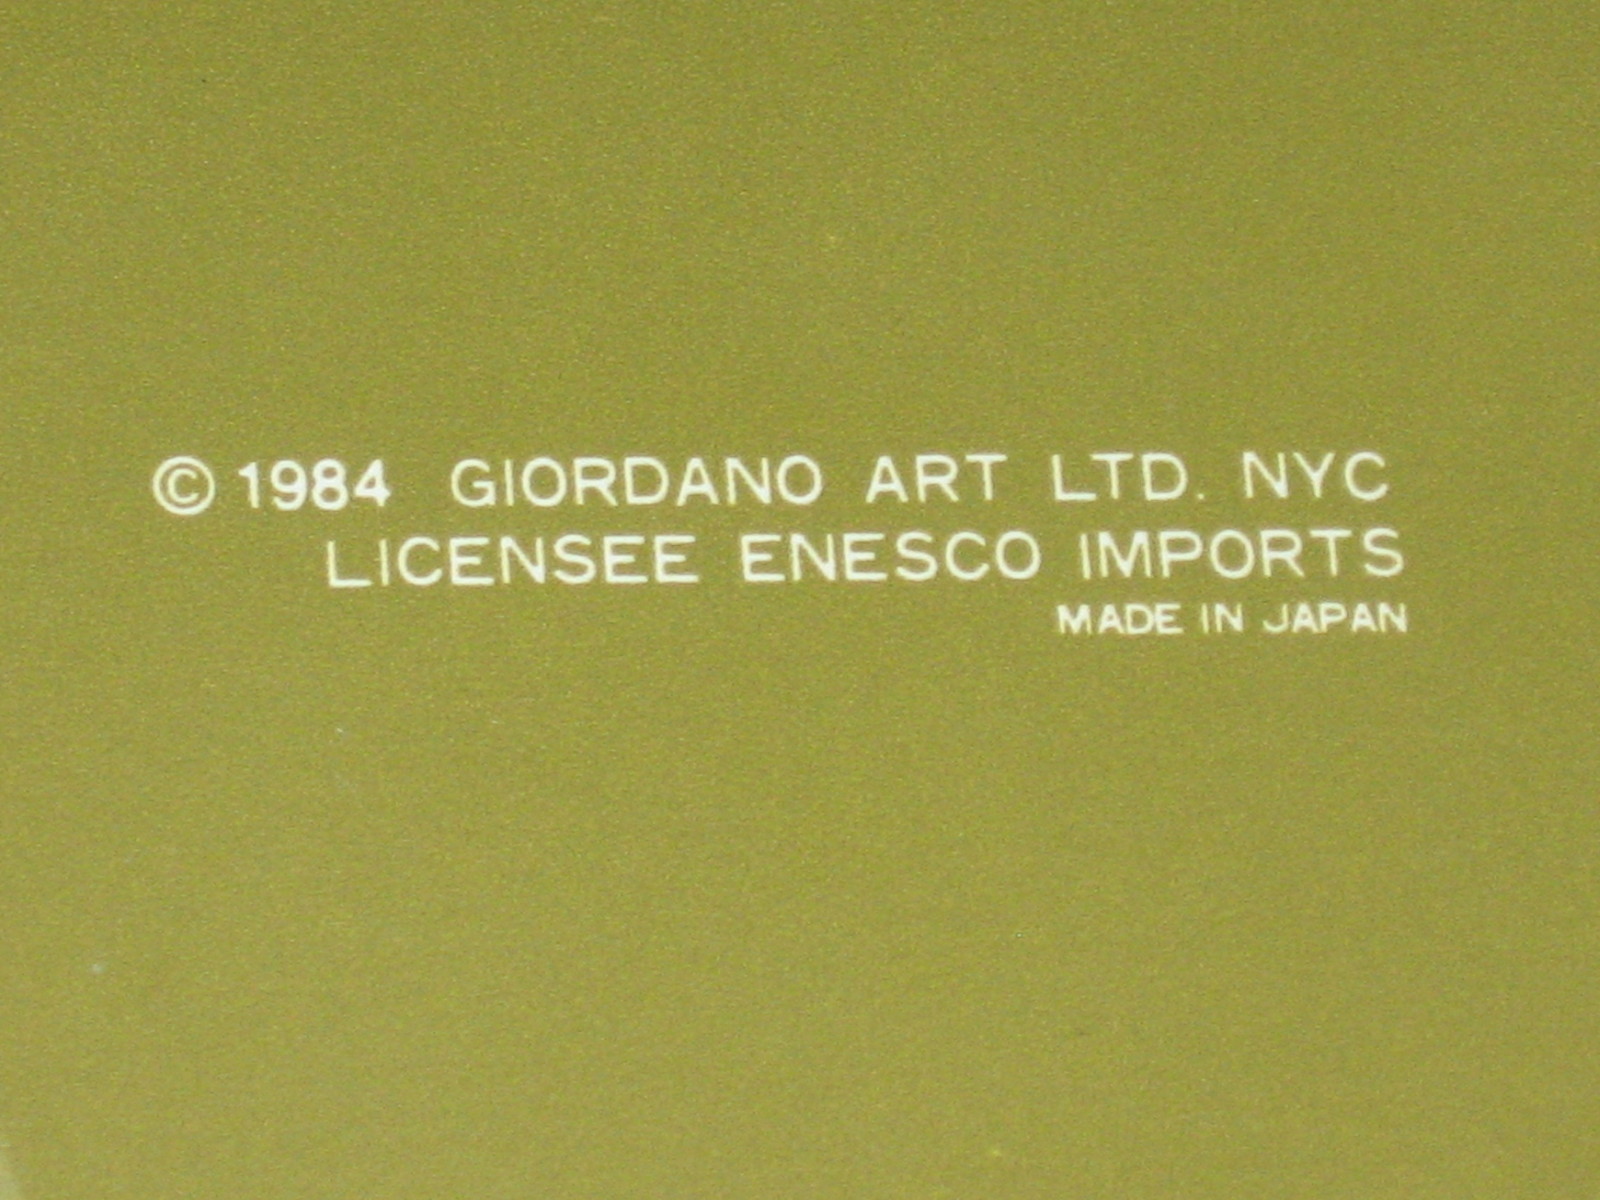 © 1984 GIORDANO ART LTD. NYC
LICENSEE ENESCO IMPORTS
MADE IN JAPAN